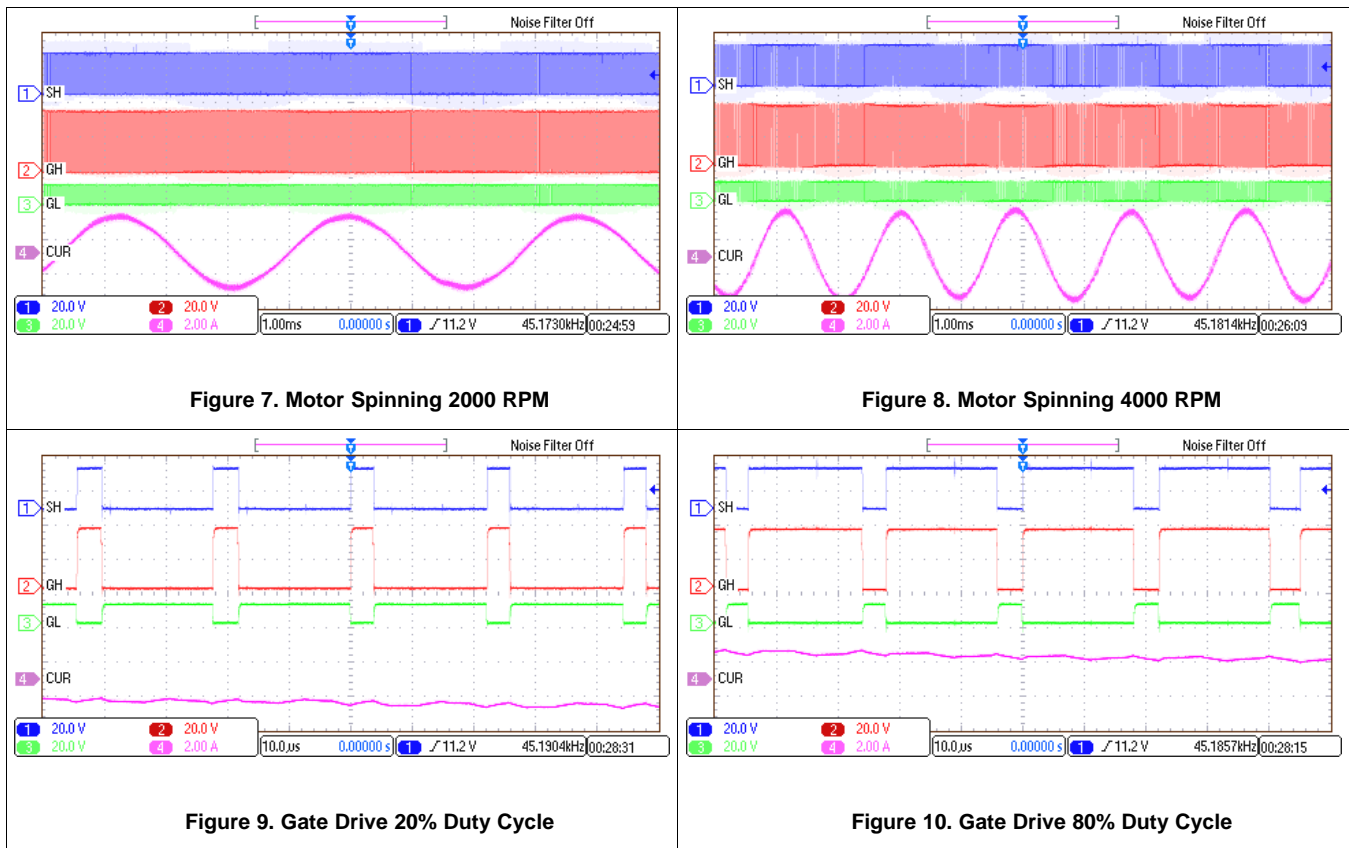 Noise Filter Off
1 SH
2 GH
3 GL
4 CUR
1 20.0 V 2 20.0 V
3 20.0 V 4 2.00 A
1.00ms 0.00000 s 1 11.2 V 45.1730kHz 00:24:59
Figure 7. Motor Spinning 2000 RPM
Noise Filter Off
1 SH
2 GH
3 GL
4 CUR
1 20.0 V 2 20.0 V
3 20.0 V 4 2.00 A
1.00ms 0.00000 s 1 11.2 V 45.1814kHz 00:26:09
Figure 8. Motor Spinning 4000 RPM
Noise Filter Off
1 SH
2 GH
3 GL
4 CUR
1 20.0 V 2 20.0 V
3 20.0 V 4 2.00 A
10.0µs 0.00000 s 1 11.2 V 45.1904kHz 00:28:31
Figure 9. Gate Drive 20% Duty Cycle
Noise Filter Off
1 SH
2 GH
3 GL
4 CUR
1 20.0 V 2 20.0 V
3 20.0 V 4 2.00 A
10.0µs 0.00000 s 1 11.2 V 45.1857kHz 00:28:15
Figure 10. Gate Drive 80% Duty Cycle